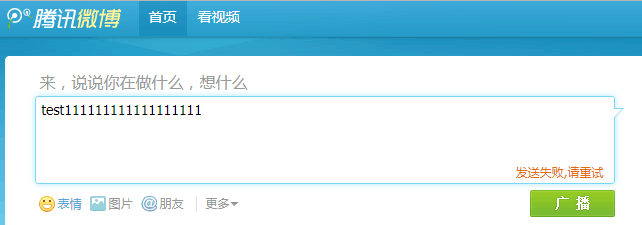 腾讯微博 首页 看视频
来，说说你在做什么，想什么
test111111111111111111
发送失败,请重试
表情 图片 @朋友 更多 广播